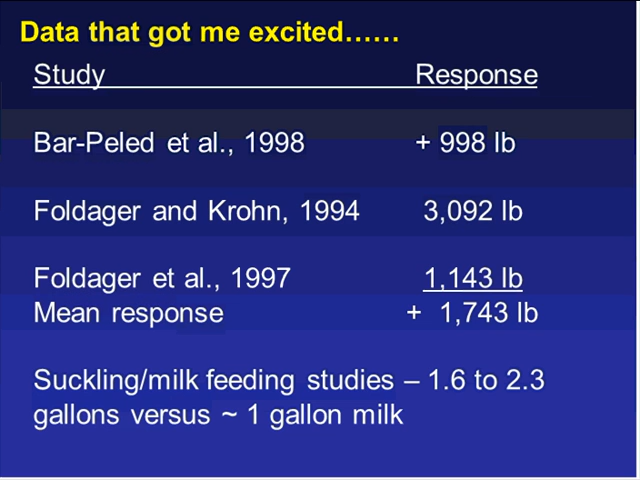 Data that got me excited……
Study Response
Bar-Peled et al., 1998 + 998 lb
Foldager and Krohn, 1994 3,092 lb
Foldager et al., 1997 1,143 lb
Mean response + 1,743 lb
Suckling/milk feeding studies – 1.6 to 2.3
gallons versus ~ 1 gallon milk